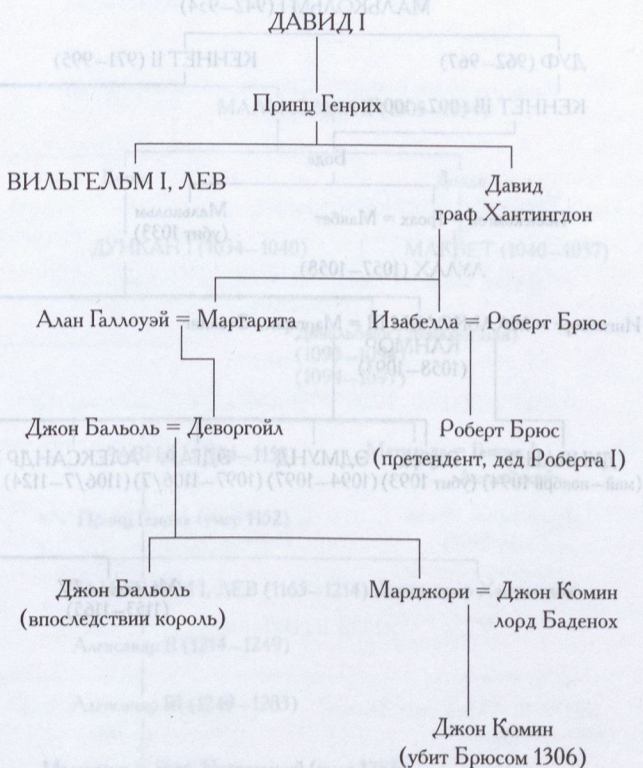 ДАВИД I
Принц Генрих
ВИЛЬГЕЛЬМ I, ЛЕВ
Давид
граф Хантингдон
Алан Галлоуэй = Маргарита
Изабелла = Роберт Брюс
Джон Бальоль = Деворгойл
Роберт Брюс
(претендент, дед Роберта I)
Джон Бальоль
(впоследствии король)
Марджори = Джон Комин
лорд Баденох
Джон Комин
(убит Брюсом 1306)